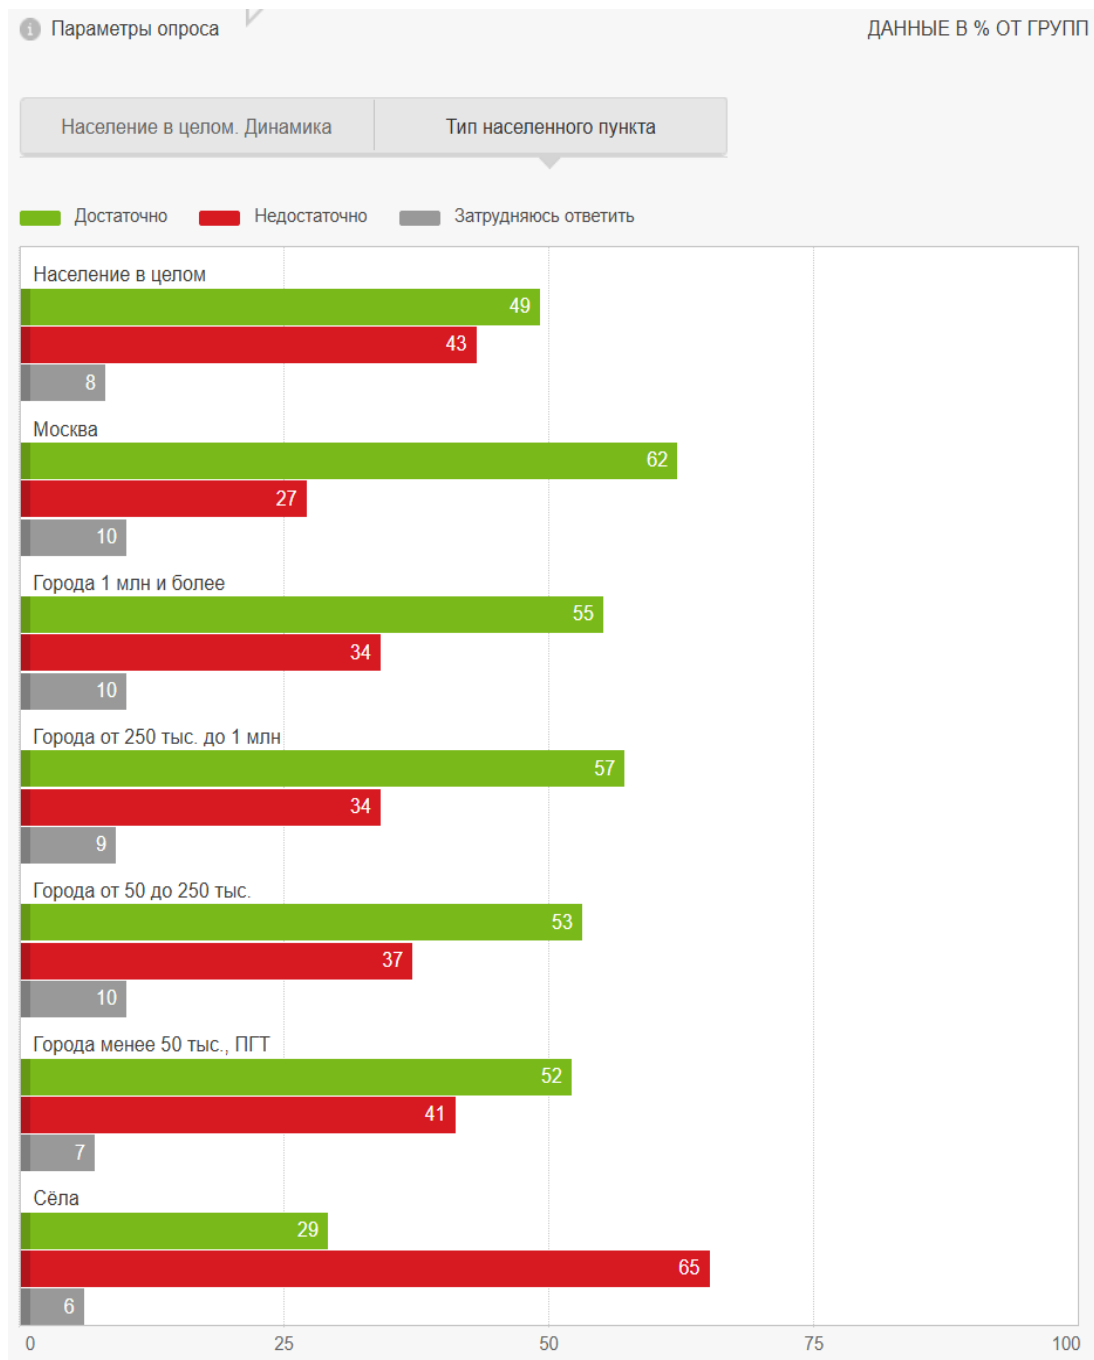 Параметры опроса
ДАННЫЕ В % ОТ ГРУПП
Население в целом. Динамика
Тип населенного пункта
Достаточно
Недостаточно
Затрудняюсь ответить
Население в целом
49
43
8
Москва
62
27
10
Города 1 млн и более
55
34
10
Города от 250 тыс. до 1 млн
57
34
9
Города от 50 до 250 тыс.
53
37
10
Города менее 50 тыс., ПГТ
52
41
7
Сёла
29
65
6
0 25 50 75 100